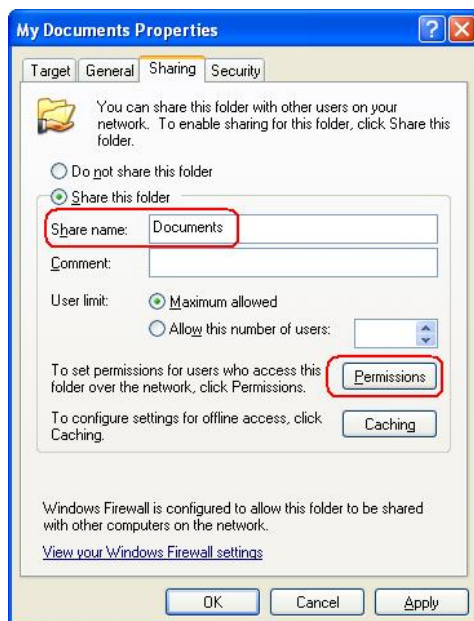 My Documents Properties
Target General Sharing Security
You can share this folder with other users on your
network. To enable sharing for this folder, click Share this
folder.
Do not share this folder
Share this folder
Share name: Documents
Comment:
User limit: Maximum allowed
Allow this number of users:
To set permissions for users who access this
folder over the network, click Permissions.
Permissions
To configure settings for offline access, click
Caching.
Caching
Windows Firewall is configured to allow this folder to be shared
with other computers on the network.
View your Windows Firewall settings
OK Cancel Apply